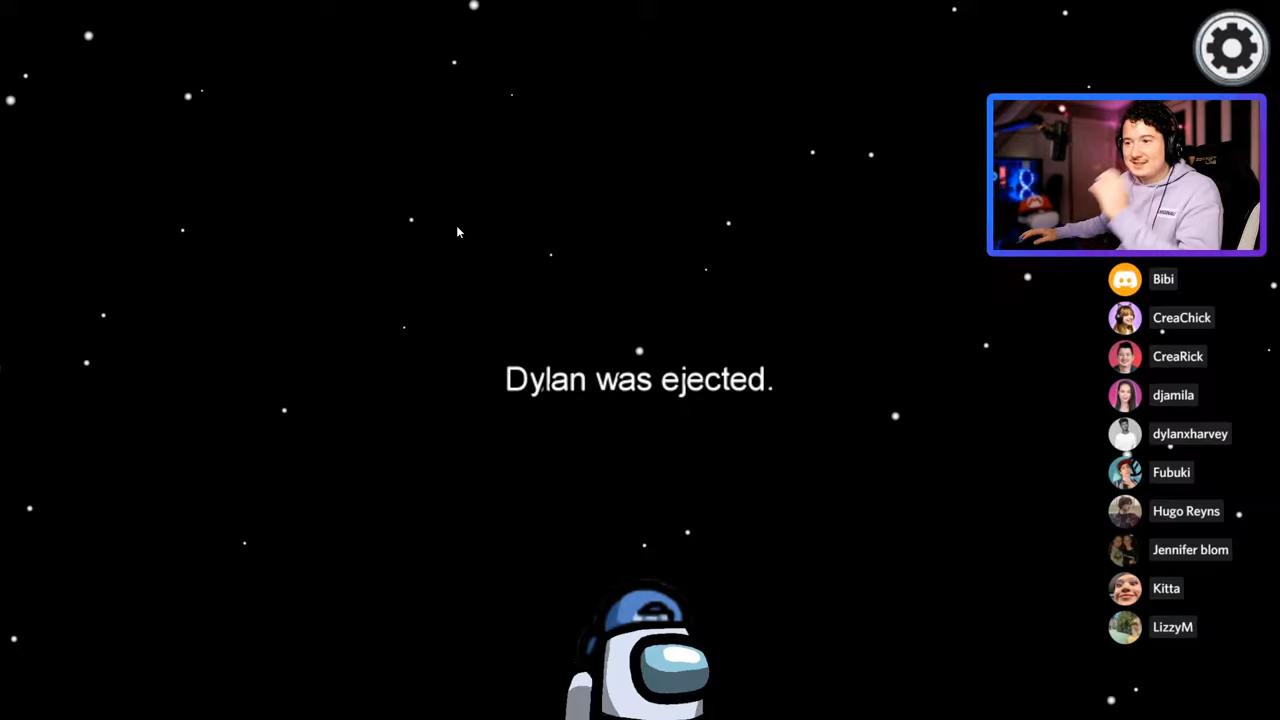 Dylan was ejected.
Bibi
CreaChick
CreaRick
djamila
dylanxharvey
Fubuki
Hugo Reyns
Jennifer blom
Kitta
LizzyM